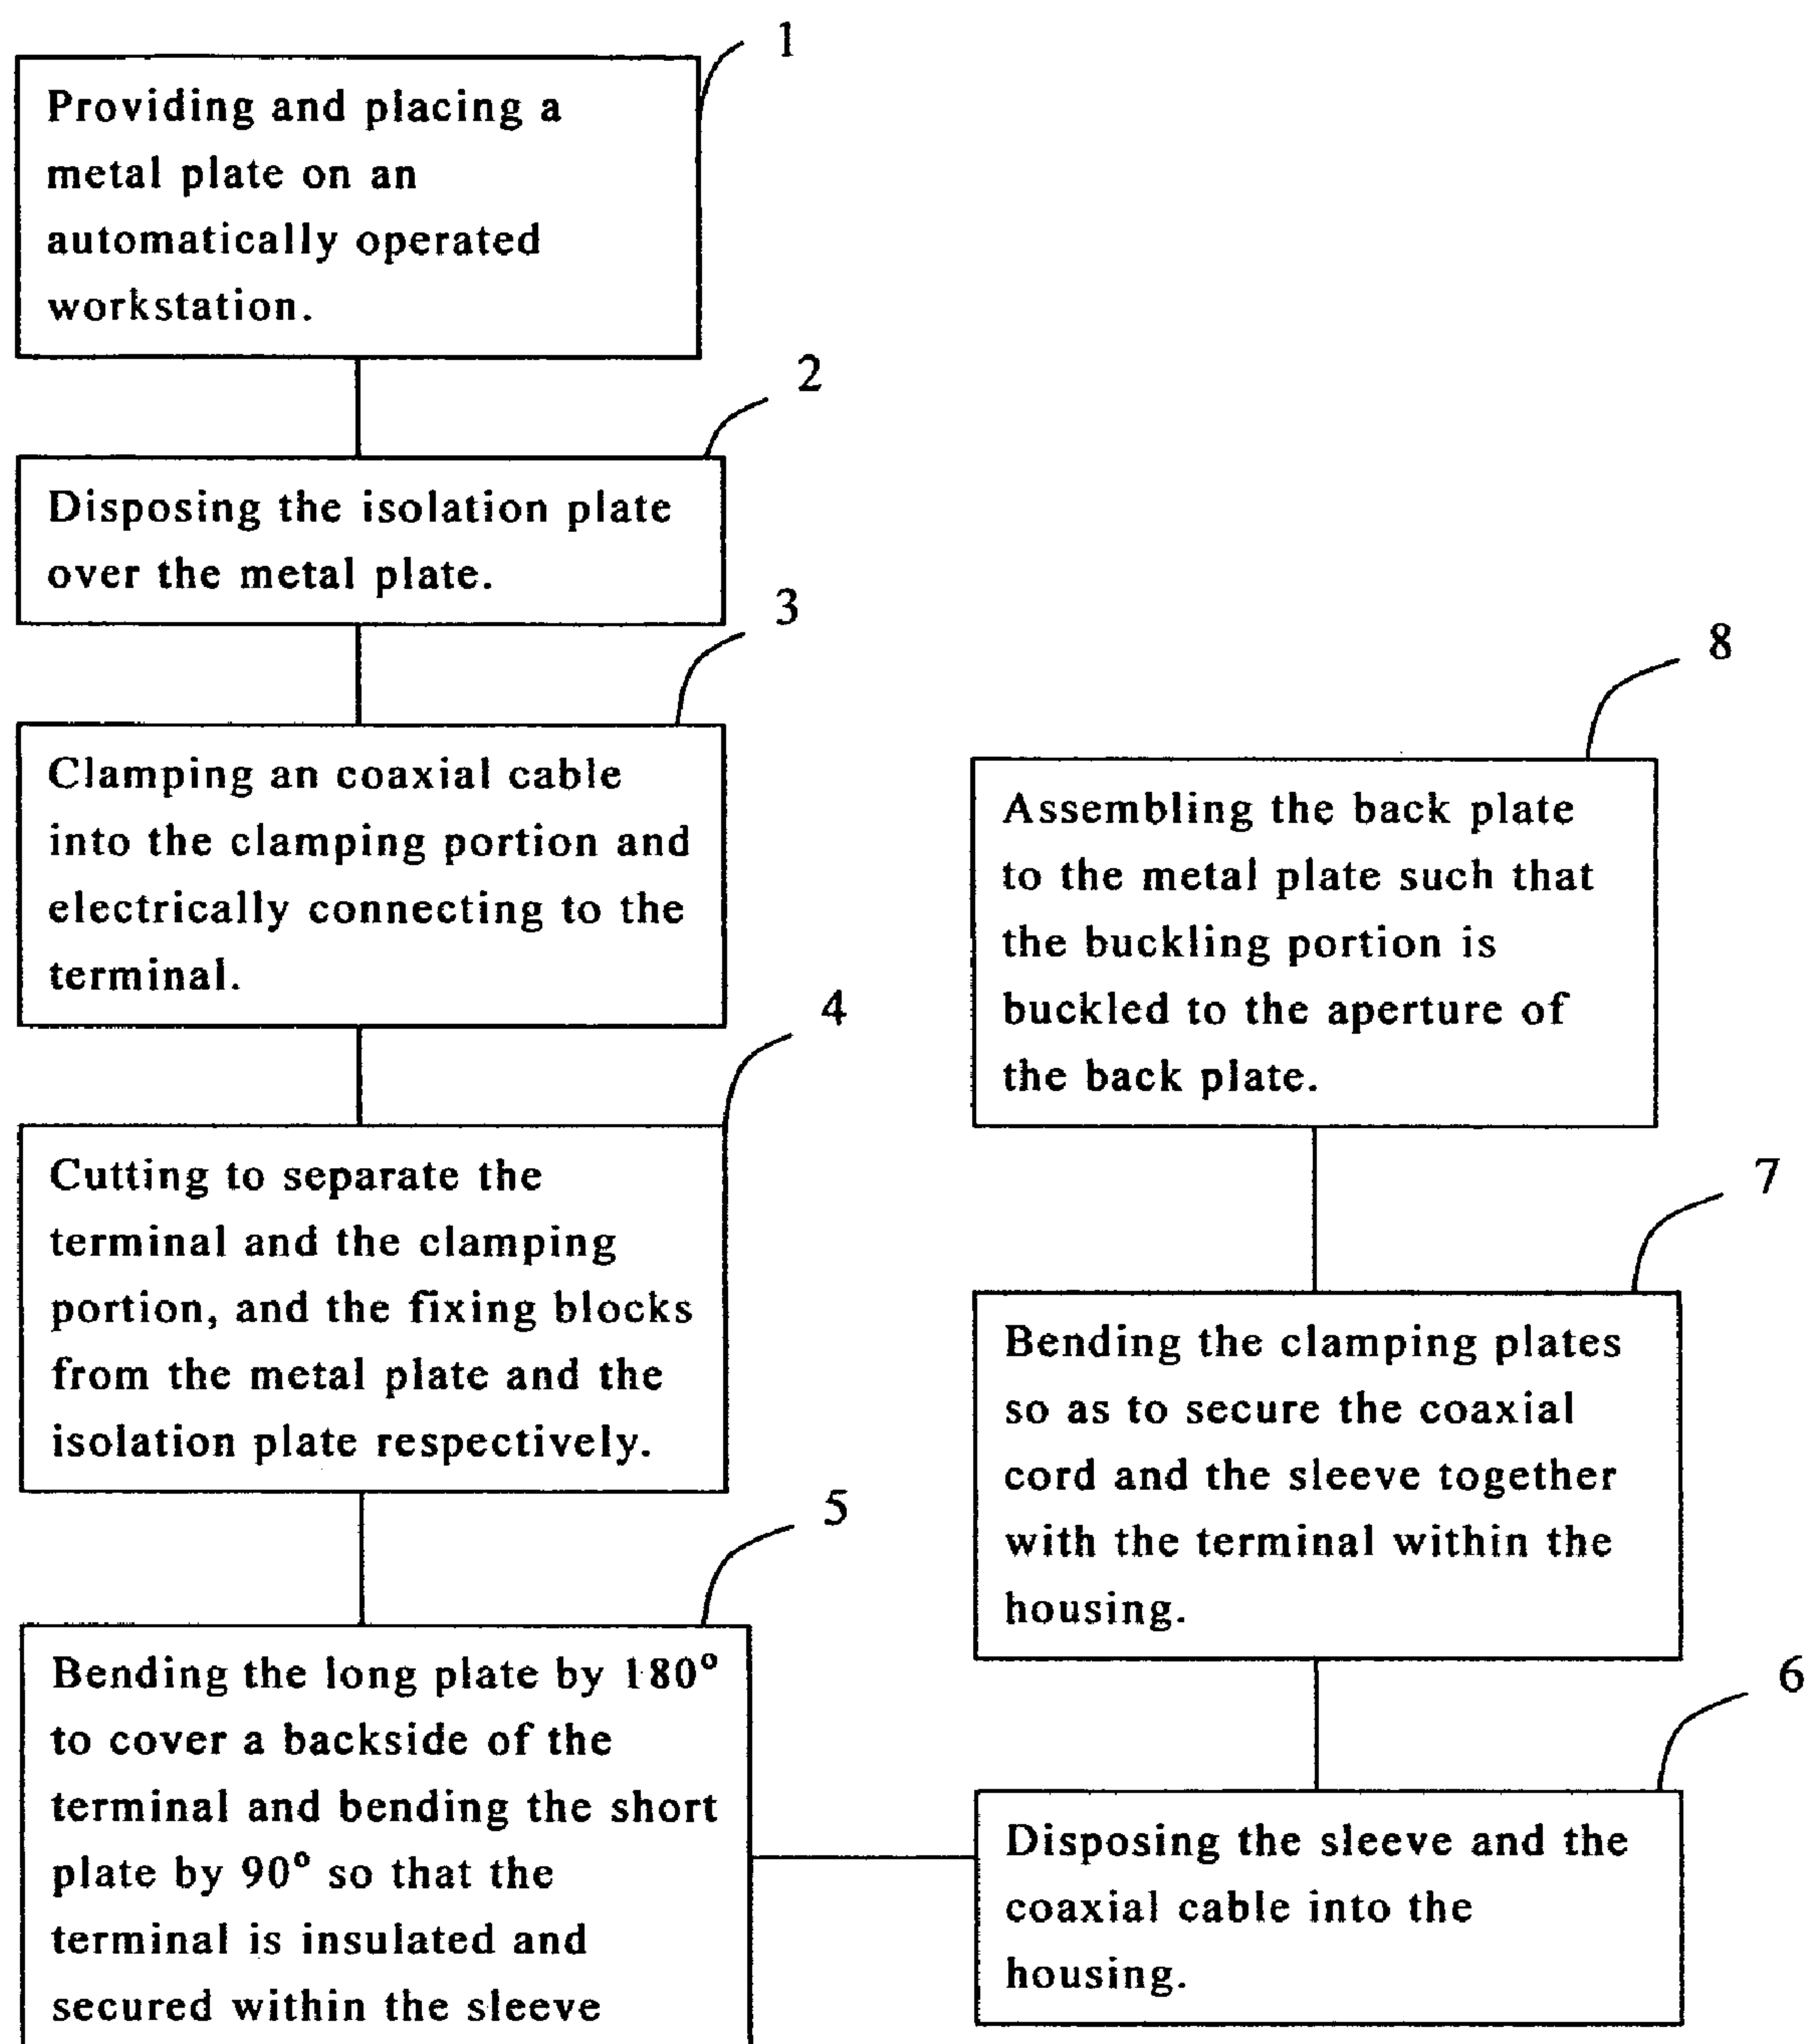 1
Providing and placing a
metal plate on an
automatically operated
workstation.
2
Disposing the isolation plate
over the metal plate.
3
Clamping an coaxial cable
into the clamping portion and
electrically connecting to the
terminal.
4
Cutting to separate the
terminal and the clamping
portion, and the fixing blocks
from the metal plate and the
isolation plate respectively.
5
Bending the long plate by 180°
to cover a backside of the
terminal and bending the short
plate by 90° so that the
terminal is insulated and
secured within the sleeve
6
Disposing the sleeve and the
coaxial cable into the
housing.
7
Bending the clamping plates
so as to secure the coaxial
cord and the sleeve together
with the terminal within the
housing.
8
Assembling the back plate
to the metal plate such that
the buckling portion is
buckled to the aperture of
the back plate.